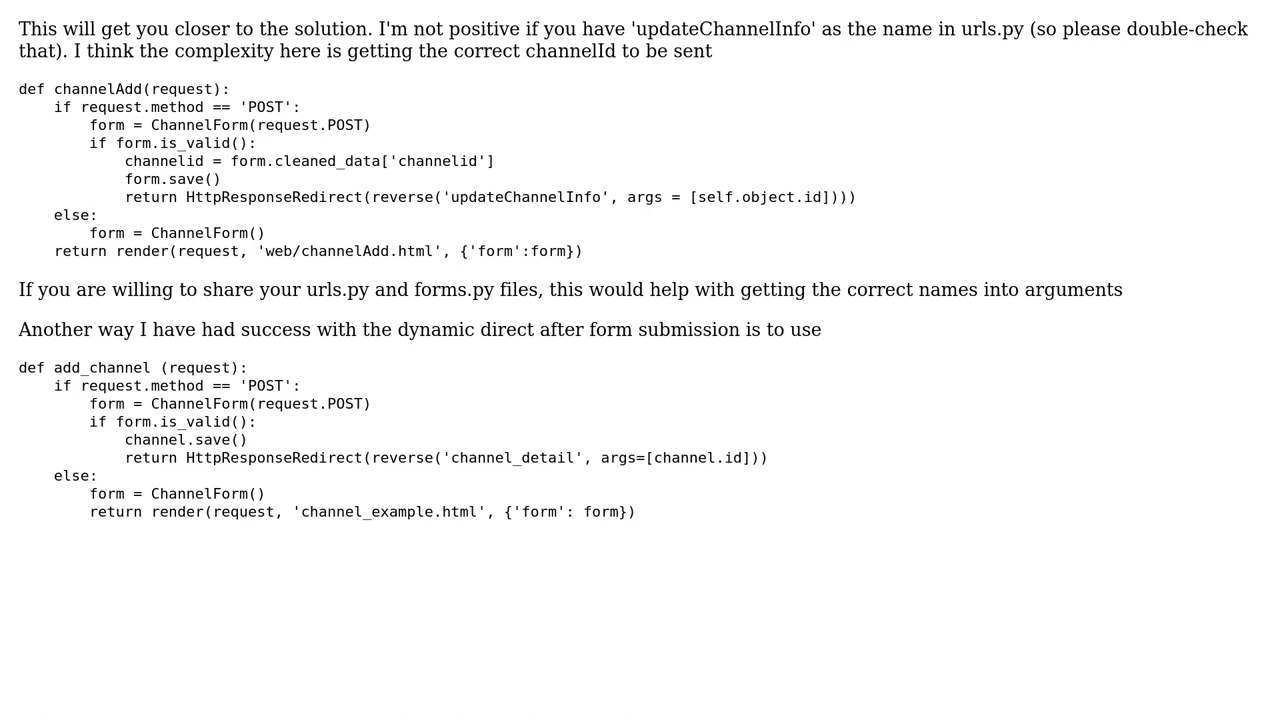 This will get you closer to the solution. I'm not positive if you have 'updateChannelInfo' as the name in urls.py (so please double-check
that). I think the complexity here is getting the correct channelId to be sent
def channelAdd(request):
    if request.method == 'POST':
        form = ChannelForm(request.POST)
        if form.is_valid():
            channelid = form.cleaned_data['channelid']
            form.save()
            return HttpResponseRedirect(reverse('updateChannelInfo', args = [self.object.id])))
    else:
        form = ChannelForm()
    return render(request, 'web/channelAdd.html', {'form':form})
If you are willing to share your urls.py and forms.py files, this would help with getting the correct names into arguments
Another way I have had success with the dynamic direct after form submission is to use
def add_channel (request):
    if request.method == 'POST':
        form = ChannelForm(request.POST)
        if form.is_valid():
            channel.save()
            return HttpResponseRedirect(reverse('channel_detail', args=[channel.id]))
    else:
        form = ChannelForm()
        return render(request, 'channel_example.html', {'form': form})